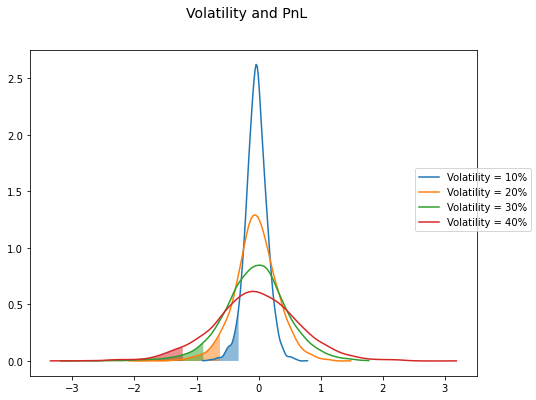 Volatility and PnL
2.5
2.0
1.5
1.0
0.5
0.0
Volatility = 10%
Volatility = 20%
Volatility = 30%
Volatility = 40%
−3 −2 −1 0 1 2 3